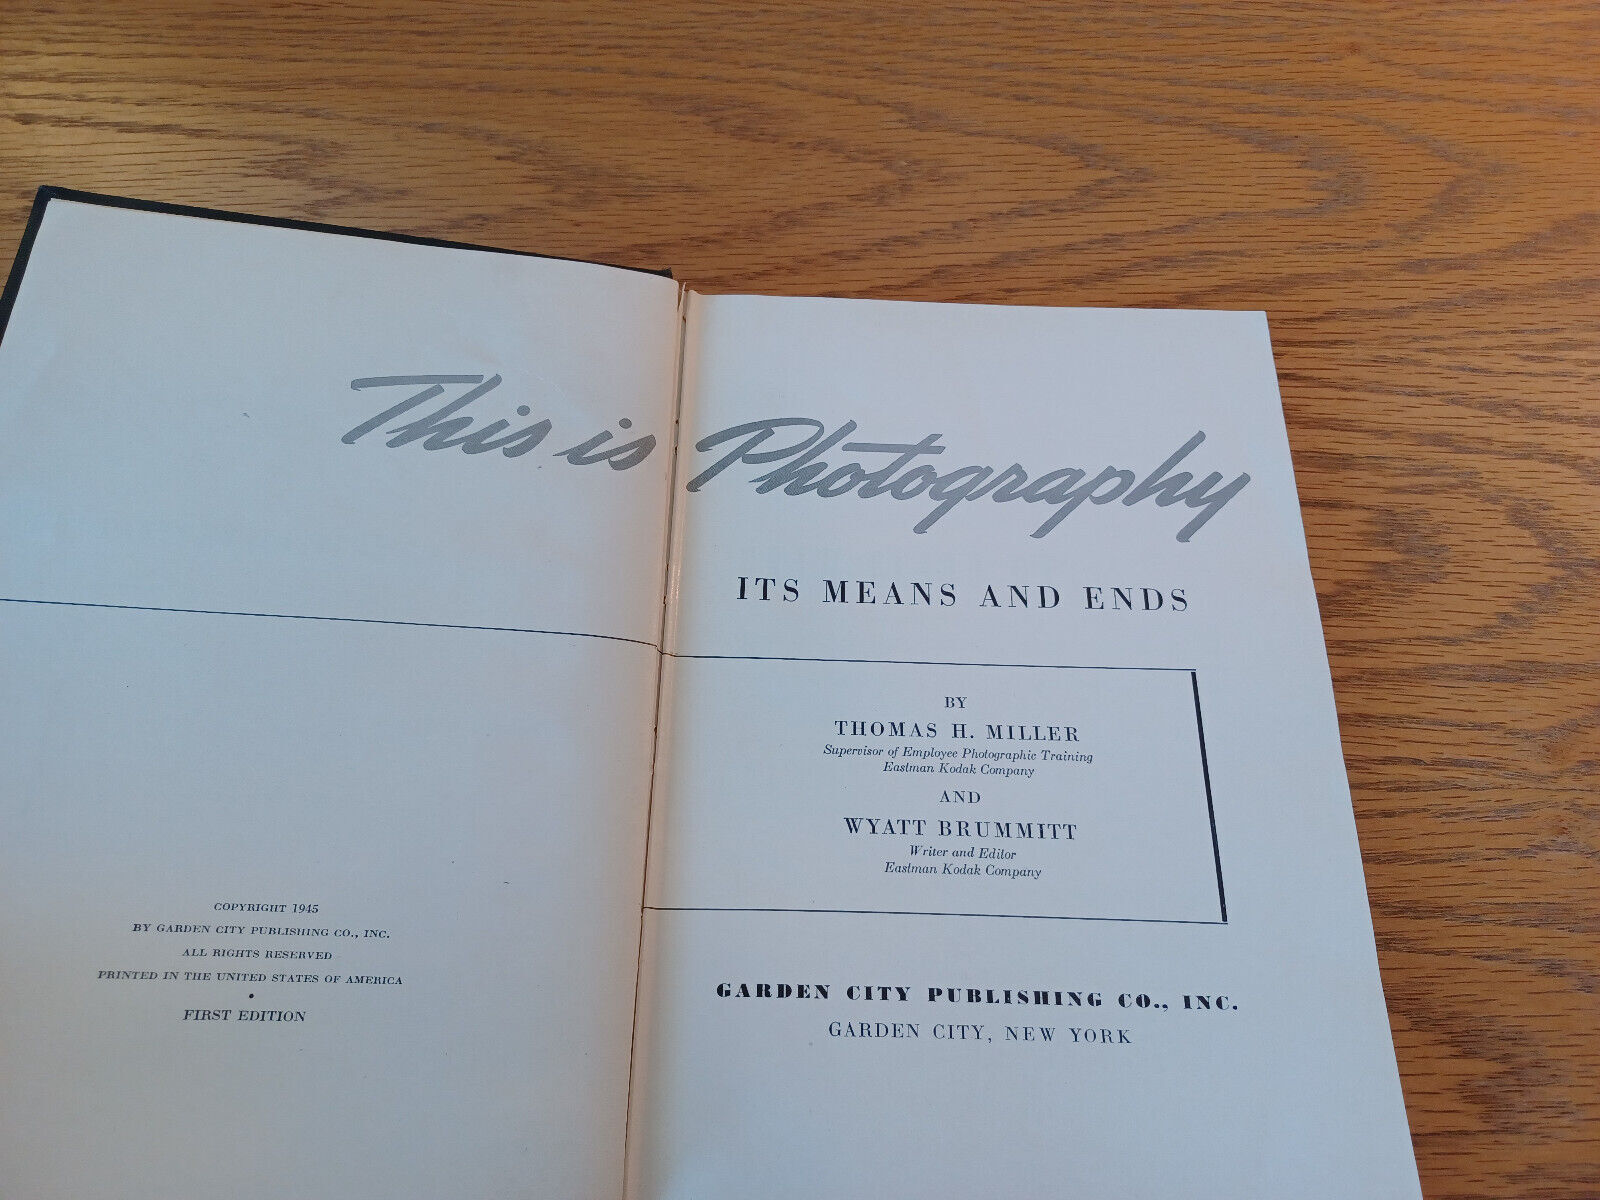 This is Photography
ITS MEANS AND ENDS
BY
THOMAS H. MILLER
Supervisor of Employee Photographic Training
Eastman Kodak Company
AND
WYATT BRUMMITT
Writer and Editor
Eastman Kodak Company
GARDEN CITY PUBLISHING CO., INC.
GARDEN CITY, NEW YORK
COPYRIGHT 1945
BY GARDEN CITY PUBLISHING CO., INC.
ALL RIGHTS RESERVED
PRINTED IN THE UNITED STATES OF AMERICA
•
FIRST EDITION